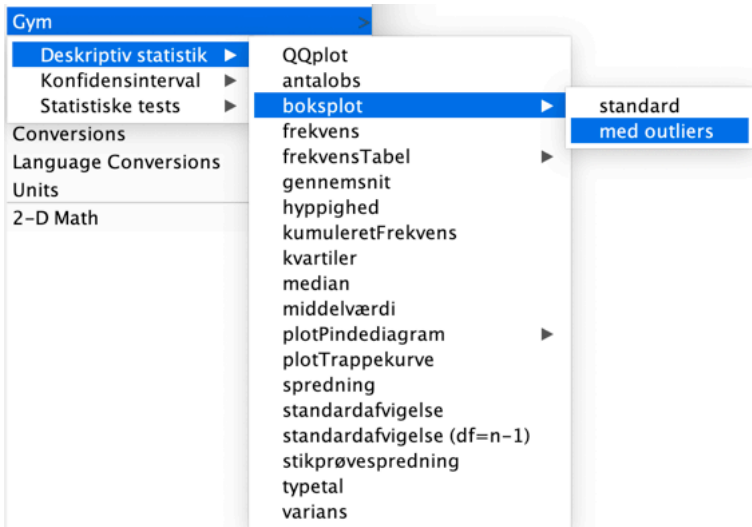 Gym >
Deskriptiv statistik ▶
Konfidensinterval ▶
Statistiske tests ▶
Conversions
Language Conversions
Units
2-D Math
QQplot
antalobs
boksplot ▶
frekvens
frekvensTabel ▶
gennemsnit
hyppighed
kumuleretFrekvens
kvartiler
median
middelværdi
plotPindediagram ▶
plotTrappekurve
spredning
standardafvigelse
standardafvigelse (df=n-1)
stikprøvespredning
typetal
varians
standard
med outliers